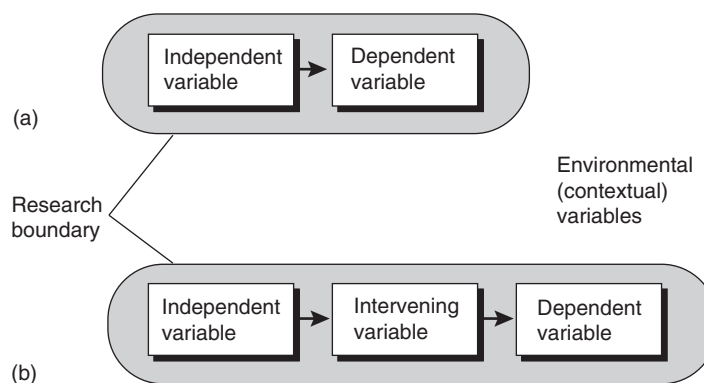 Independent
variable
Dependent
variable
(a)
Environmental
(contextual)
variables
Research
boundary
Independent
variable
Intervening
variable
Dependent
variable
(b)